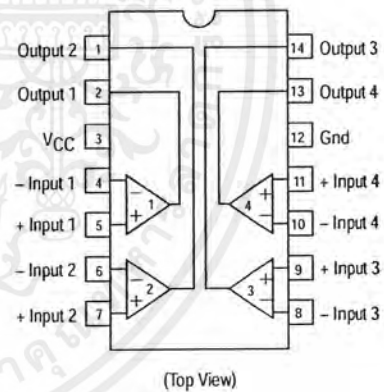 Output 2 1
Output 1 2
VCC 3
– Input 1 4
+ Input 1 5
– Input 2 6
+ Input 2 7
14 Output 3
13 Output 4
12 Gnd
11 + Input 4
10 – Input 4
9 + Input 3
8 – Input 3
– + 1
– + 2
+ – 4
+ – 3
(Top View)